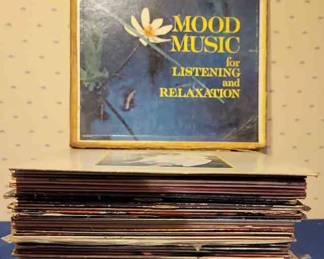 MOOD
MUSIC
for
LISTENING
and
RELAXATION